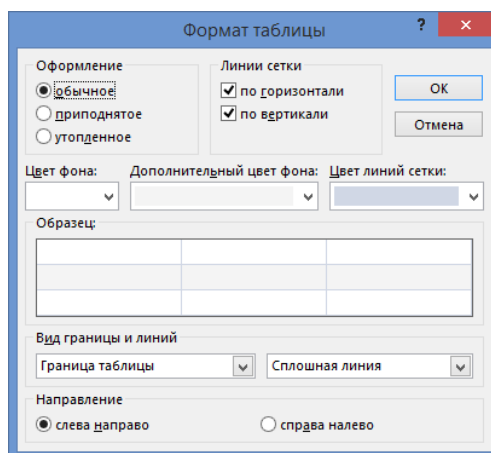 Формат таблицы ? ×
Оформление
обычное
приподнятое
утопленное
Линии сетки
по горизонтали
по вертикали
ОК
Отмена
Цвет фона: Дополнительный цвет фона: Цвет линий сетки:
Образец:
Вид границы и линий
Граница таблицы Сплошная линия
Направление
слева направо справа налево